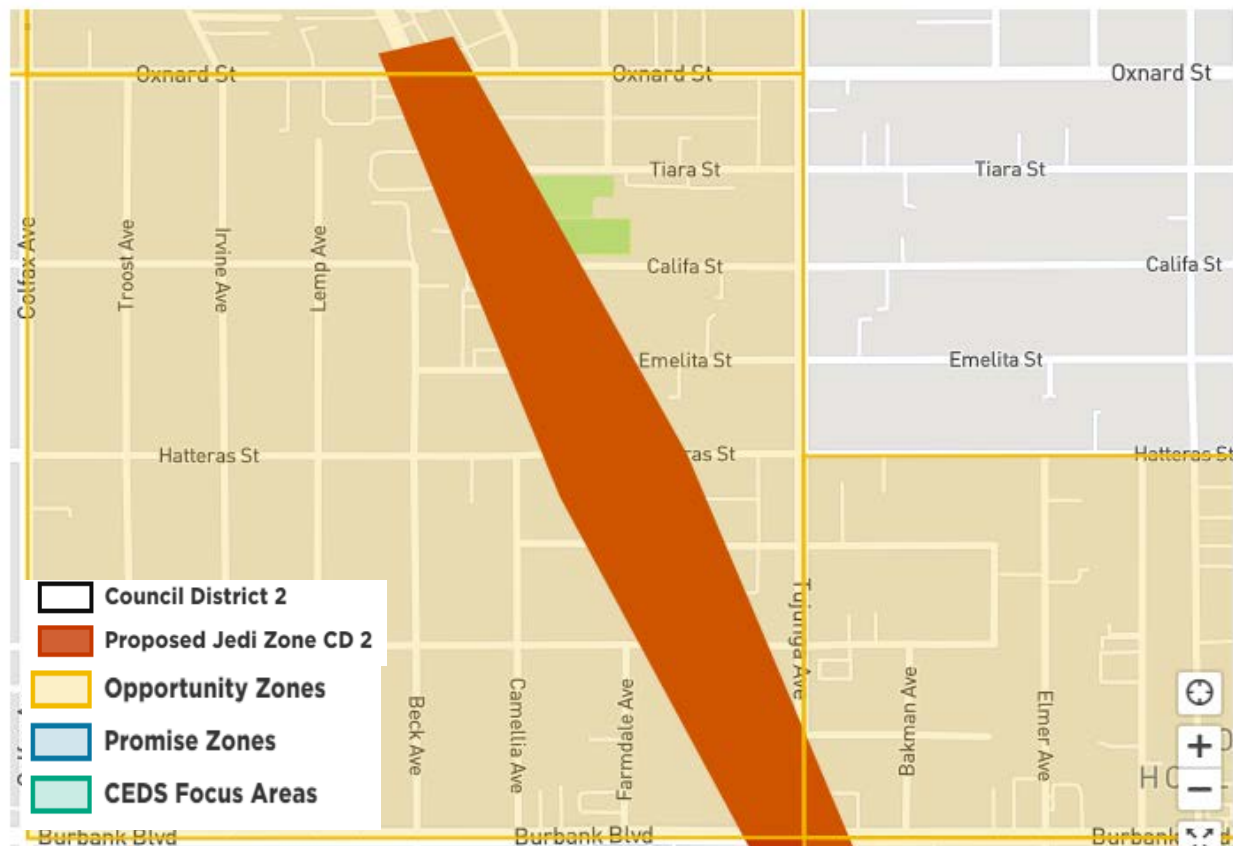 Oxnard St
Oxnard St
Oxnard St
Tiara St
Tiara St
Colfax Ave
Troost Ave
Irvine Ave
Lemp Ave
Califa St
Califa St
Emelita St
Emelita St
Hatteras St
ras St
Hatteras St
Council District 2
Proposed Jedi Zone CD 2
Opportunity Zones
Promise Zones
CEDS Focus Areas
Beck Ave
Camellia Ave
Farmdale Ave
Tujunga Ave
Bakman Ave
Elmer Ave
Burbank Blvd
Burbank Blvd